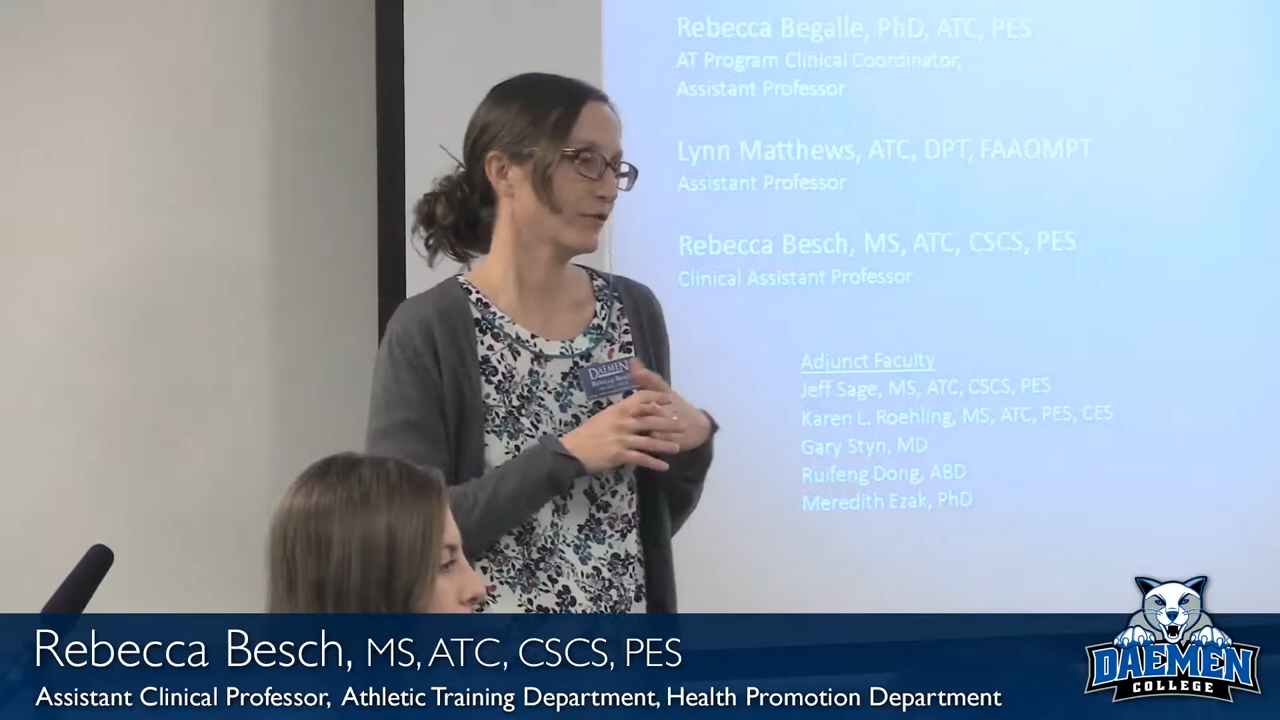 Rebecca Begalle, PhD, ATC, PES
AT Program Clinical Coordinator,
Assistant Professor
Lynn Matthews, ATC, DPT, FAAOMPT
Assistant Professor
Rebecca Besch, MS, ATC, CSCS, PES
Clinical Assistant Professor
Adjunct Faculty
Jeff Sage, MS, ATC, CSCS, PES
Karen L. Roehling, MS, ATC, PES, CES
Gary Styn, MD
Ruifeng Dong, ABD
Meredith Ezak, PhD
DAEMEN
Rebecca Besch
Rebecca Besch, MS, ATC, CSCS, PES
Assistant Clinical Professor, Athletic Training Department, Health Promotion Department
DAEMEN
COLLEGE